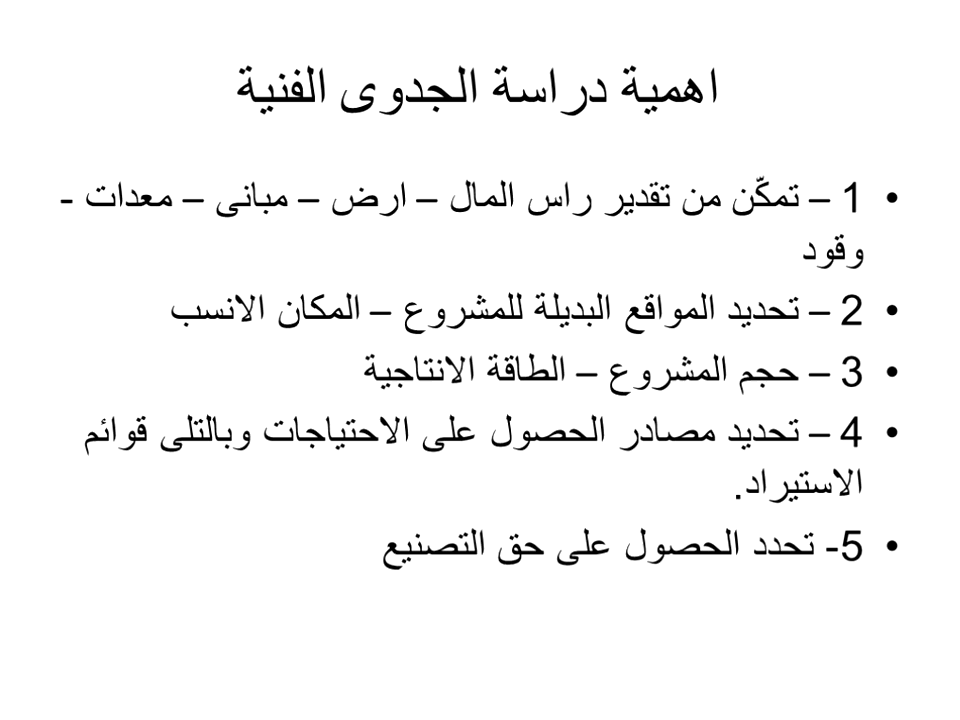 اهمية دراسة الجدوى الفنية
• 1 – تمكّن من تقدير راس المال – ارض – مبانى – معدات -
وقود
• 2 – تحديد المواقع البديلة للمشروع – المكان الانسب
• 3 – حجم المشروع – الطاقة الانتاجية
• 4 – تحديد مصادر الحصول على الاحتياجات وبالتلى قوائم
الاستيراد.
• 5- تحدد الحصول على حق التصنيع